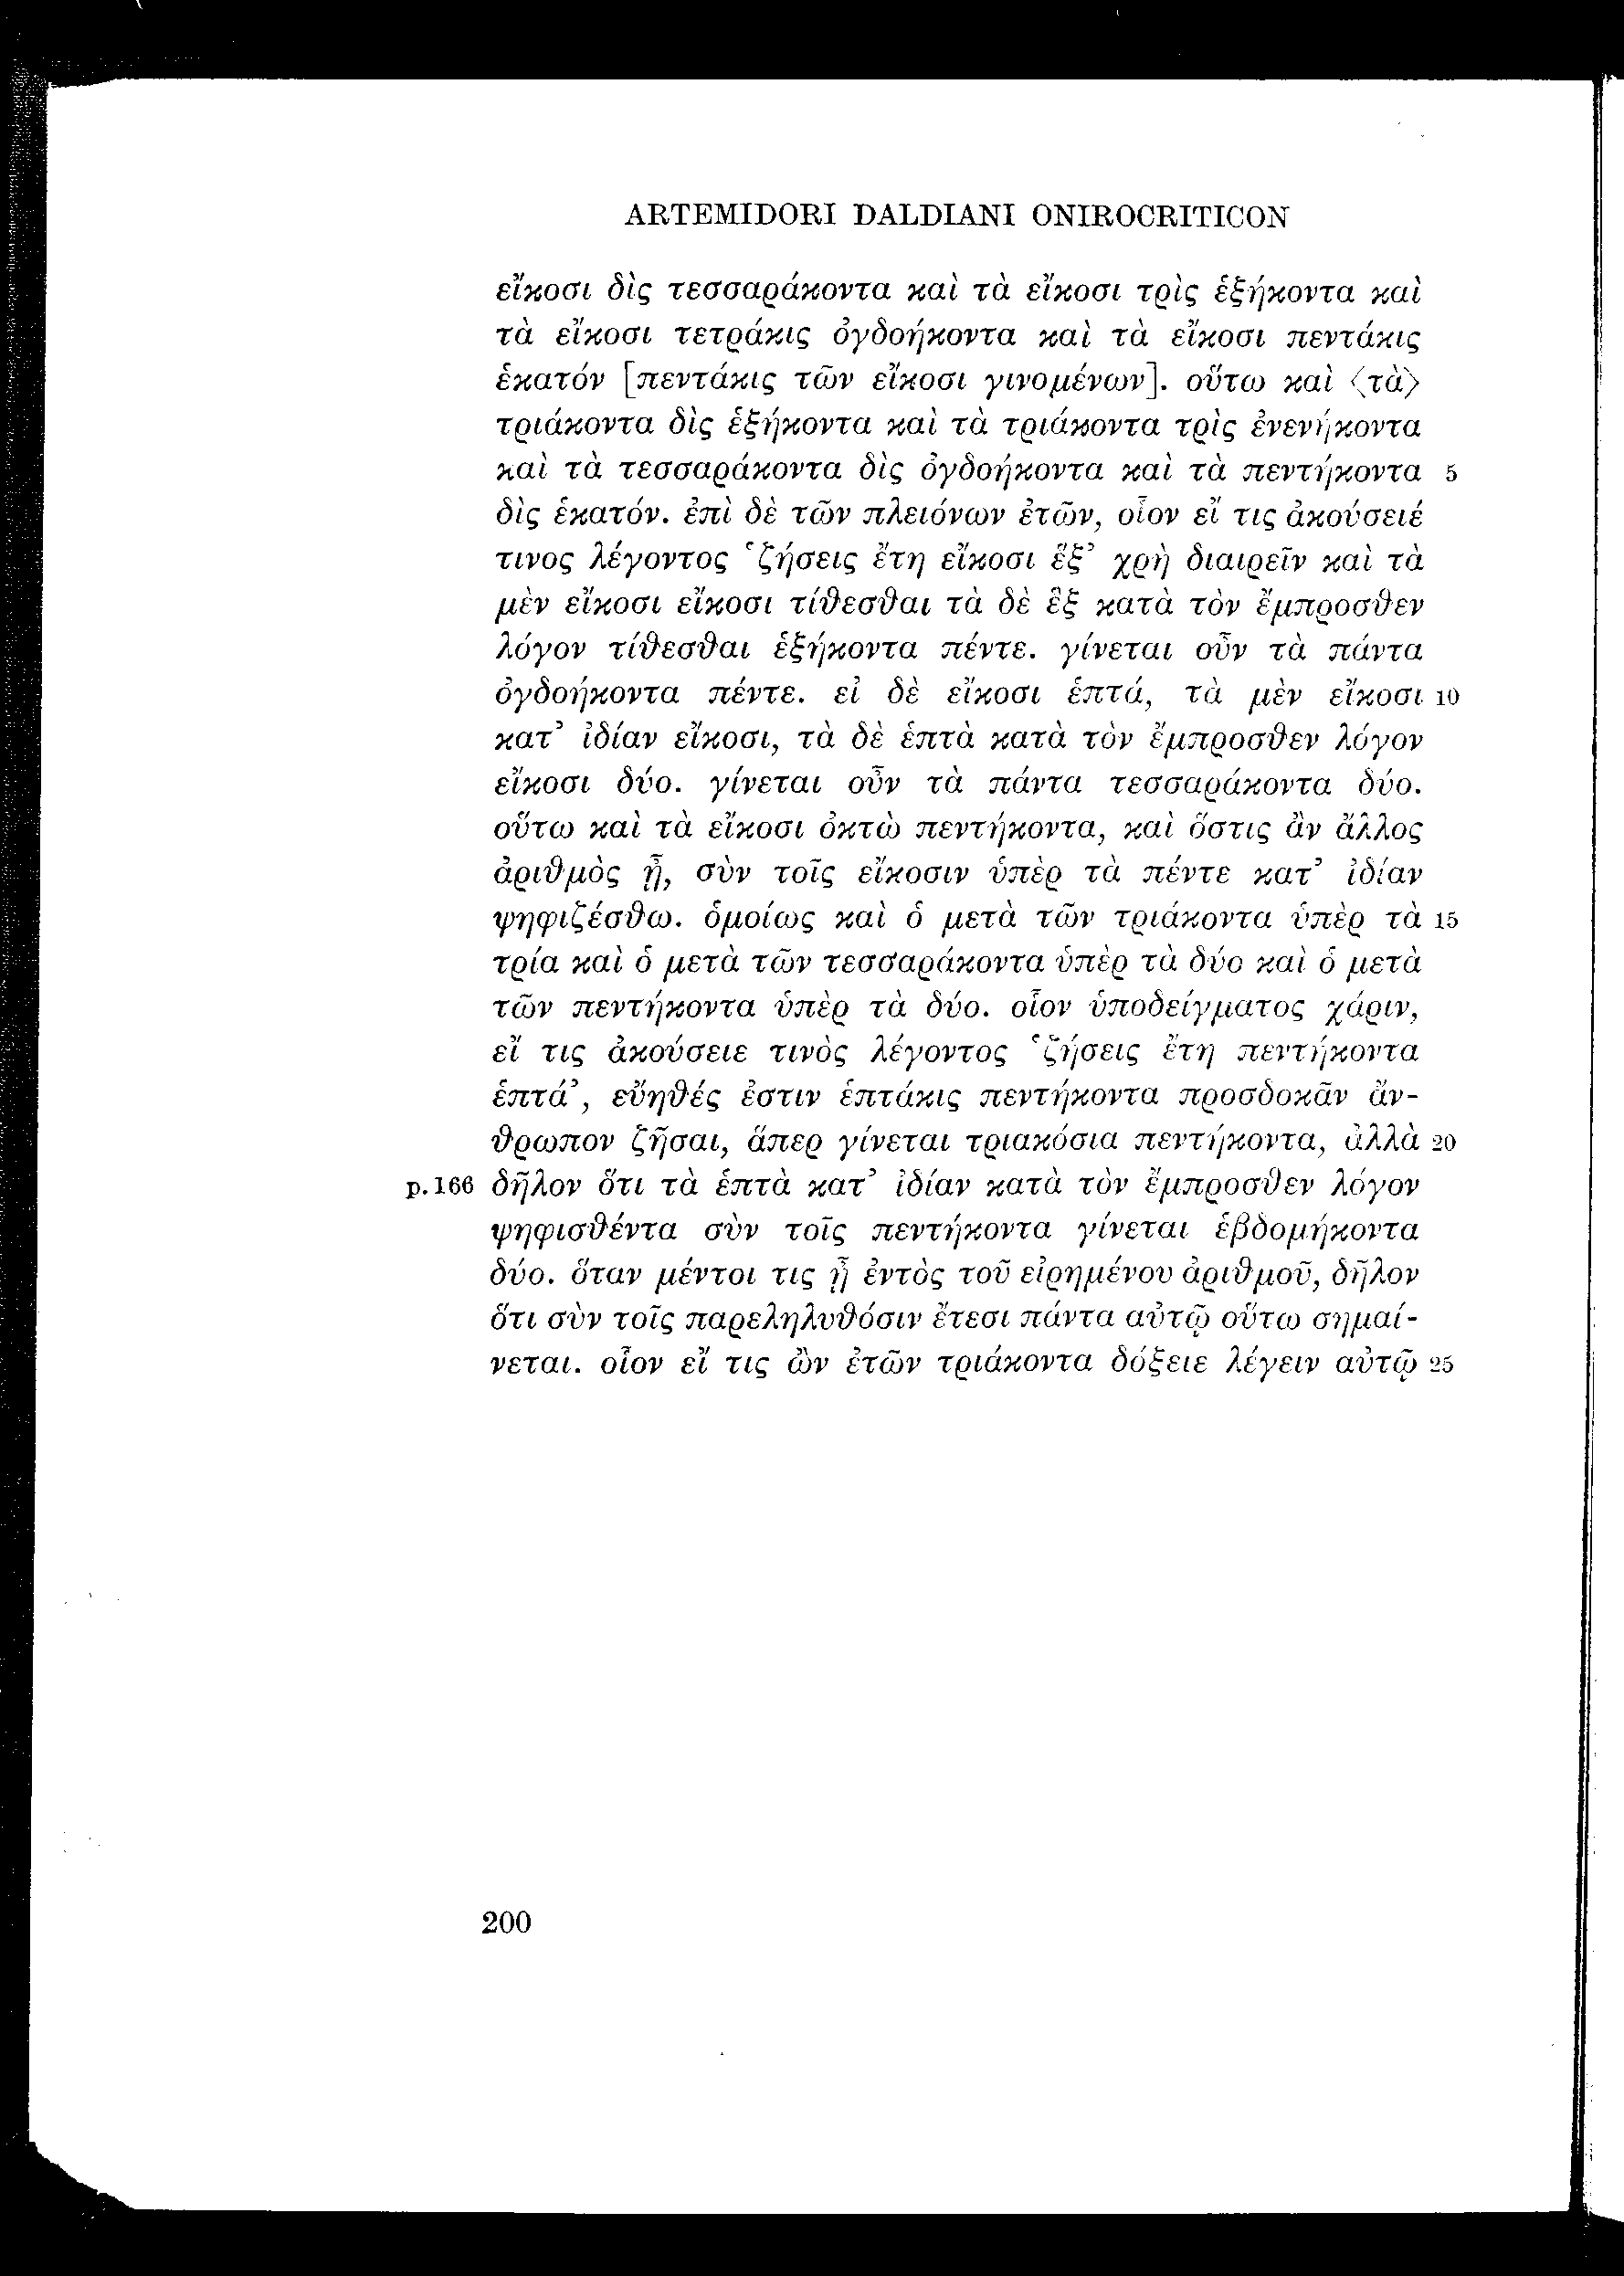 ARTEMIDORI DALDIANI ONIROCRITICON
εἴκοσι δὶς τεσσαράκοντα καὶ τὰ εἴκοσι τρὶς ἑξήκοντα καὶ
τὰ εἴκοσι τετράκις ὀγδοήκοντα καὶ τὰ εἴκοσι πεντάκις
ἑκατόν [πεντάκις τῶν εἴκοσι γινομένων]. οὕτω καὶ ⟨τὰ⟩
τριάκοντα δὶς ἑξήκοντα καὶ τὰ τριάκοντα τρὶς ἐνενήκοντα
καὶ τὰ τεσσαράκοντα δὶς ὀγδοήκοντα καὶ τὰ πεντήκοντα 5
δὶς ἑκατόν. ἐπὶ δὲ τῶν πλειόνων ἐτῶν, οἷον εἴ τις ἀκούσειέ
τινος λέγοντος ‛ζήσεις ἔτη εἴκοσι ἕξ’ χρὴ διαιρεῖν καὶ τὰ
μὲν εἴκοσι εἴκοσι τίθεσθαι τὰ δὲ ἓξ κατὰ τὸν ἔμπροσθεν
λόγον τίθεσθαι ἑξήκοντα πέντε. γίνεται οὖν τὰ πάντα
ὀγδοήκοντα πέντε. εἰ δὲ εἴκοσι ἑπτά, τὰ μὲν εἴκοσι 10
κατ’ ἰδίαν εἴκοσι, τὰ δὲ ἑπτὰ κατὰ τὸν ἔμπροσθεν λόγον
εἴκοσι δύο. γίνεται οὖν τὰ πάντα τεσσαράκοντα δύο.
οὕτω καὶ τὰ εἴκοσι ὀκτὼ πεντήκοντα, καὶ ὅστις ἂν ἄλλος
ἀριθμὸς ᾖ, σὺν τοῖς εἴκοσιν ὑπὲρ τὰ πέντε κατ’ ἰδίαν
ψηφιζέσθω. ὁμοίως καὶ ὁ μετὰ τῶν τριάκοντα ὑπὲρ τὰ 15
τρία καὶ ὁ μετὰ τῶν τεσσαράκοντα ὑπὲρ τὰ δύο καὶ ὁ μετὰ
τῶν πεντήκοντα ὑπὲρ τὰ δύο. οἷον ὑποδείγματος χάριν,
εἴ τις ἀκούσειε τινὸς λέγοντος ‛ζήσεις ἔτη πεντήκοντα
ἑπτά’, εὔηθές ἐστιν ἑπτάκις πεντήκοντα προσδοκᾶν ἄν-
θρωπον ζῆσαι, ἅπερ γίνεται τριακόσια πεντήκοντα, ἀλλὰ 20
p. 166 δῆλον ὅτι τὰ ἑπτὰ κατ’ ἰδίαν κατὰ τὸν ἔμπροσθεν λόγον
ψηφισθέντα σὺν τοῖς πεντήκοντα γίνεται ἑβδομήκοντα
δύο. ὅταν μέντοι τις ᾖ ἐντὸς τοῦ εἰρημένου ἀριθμοῦ, δῆλον
ὅτι σὺν τοῖς παρεληλυθόσιν ἔτεσι πάντα αὐτῷ οὕτω σημαί-
νεται. οἷον εἴ τις ὢν ἐτῶν τριάκοντα δόξειε λέγειν αὐτῷ 25
200